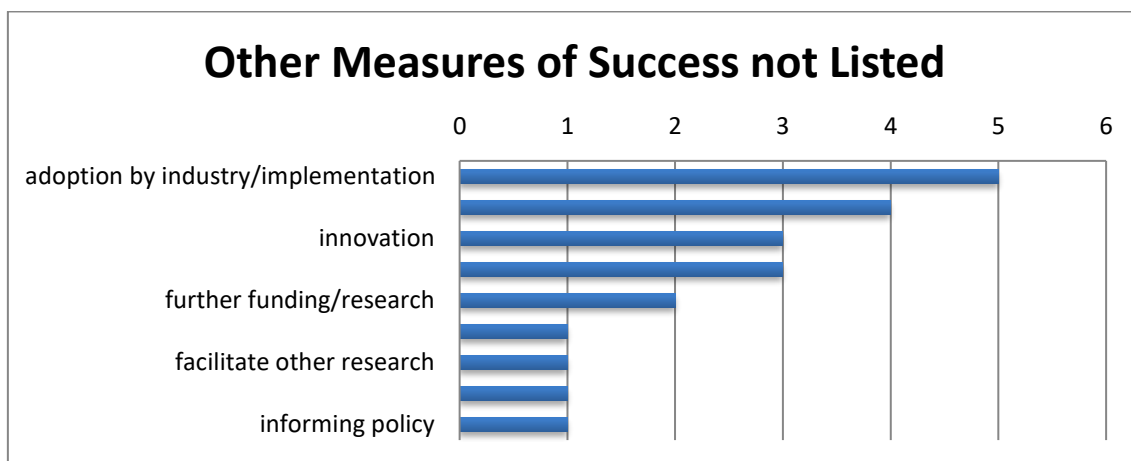 Other Measures of Success not Listed
0 1 2 3 4 5 6
adoption by industry/implementation
innovation
further funding/research
facilitate other research
informing policy